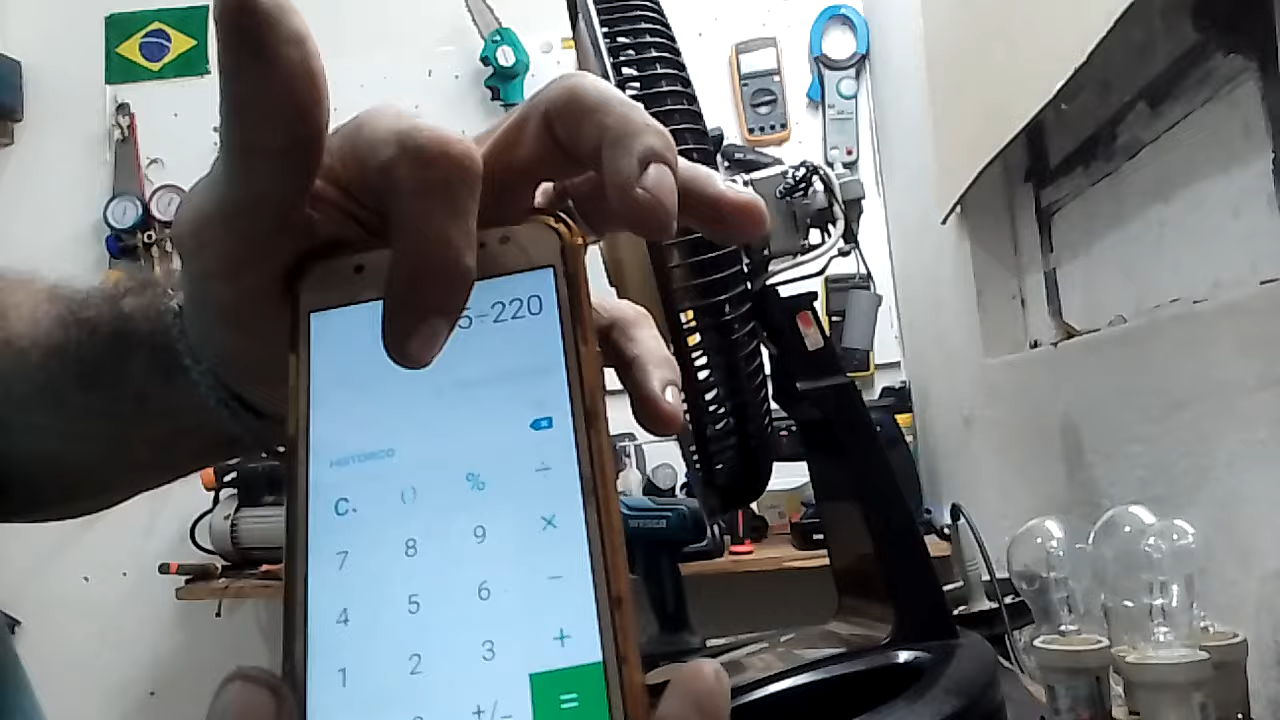 5÷220
HISTÓRICO
C. () % ÷
7 8 9 ×
4 5 6 −
1 2 3 +
+/- =
WESCO